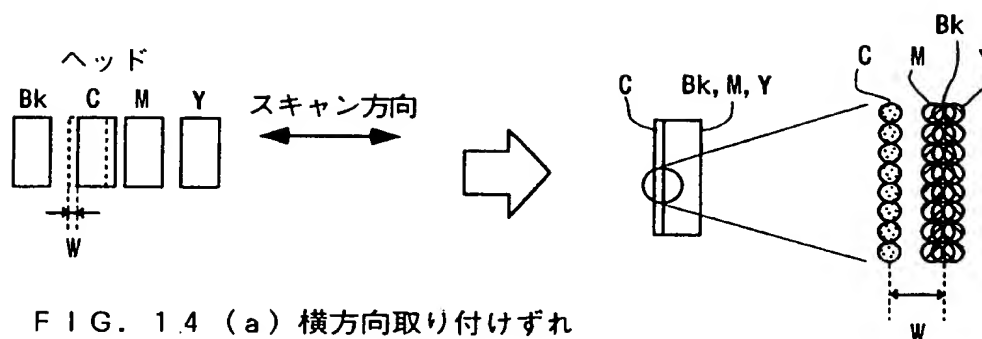 ヘッド
Bk C M Y
スキャン方向
W
C Bk, M, Y
Bk
C M Y
W
FIG. 14 (a) 横方向取り付けずれ